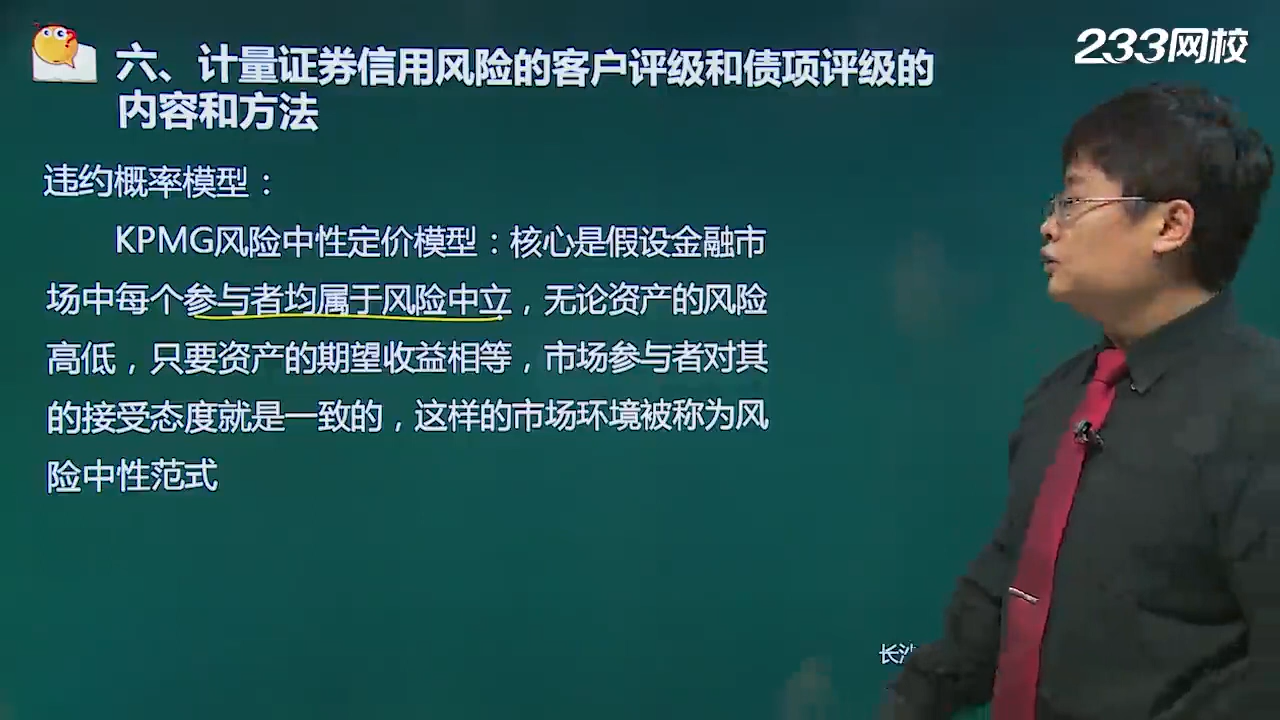 233网校
六、计量证券信用风险的客户评级和债项评级的
内容和方法
违约概率模型：
KPMG风险中性定价模型：核心是假设金融市
场中每个参与者均属于风险中立，无论资产的风险
高低，只要资产的期望收益相等，市场参与者对其
的接受态度就是一致的，这样的市场环境被称为风
险中性范式
长沙